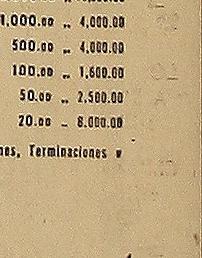 1,000.00 ,, 4,000.00
500.00 ,, 4,000.00
100.00 ,, 1,600.00
50.00 ,, 2,500.00
20.00 ,, 8,000.00
nes, Terminaciones y